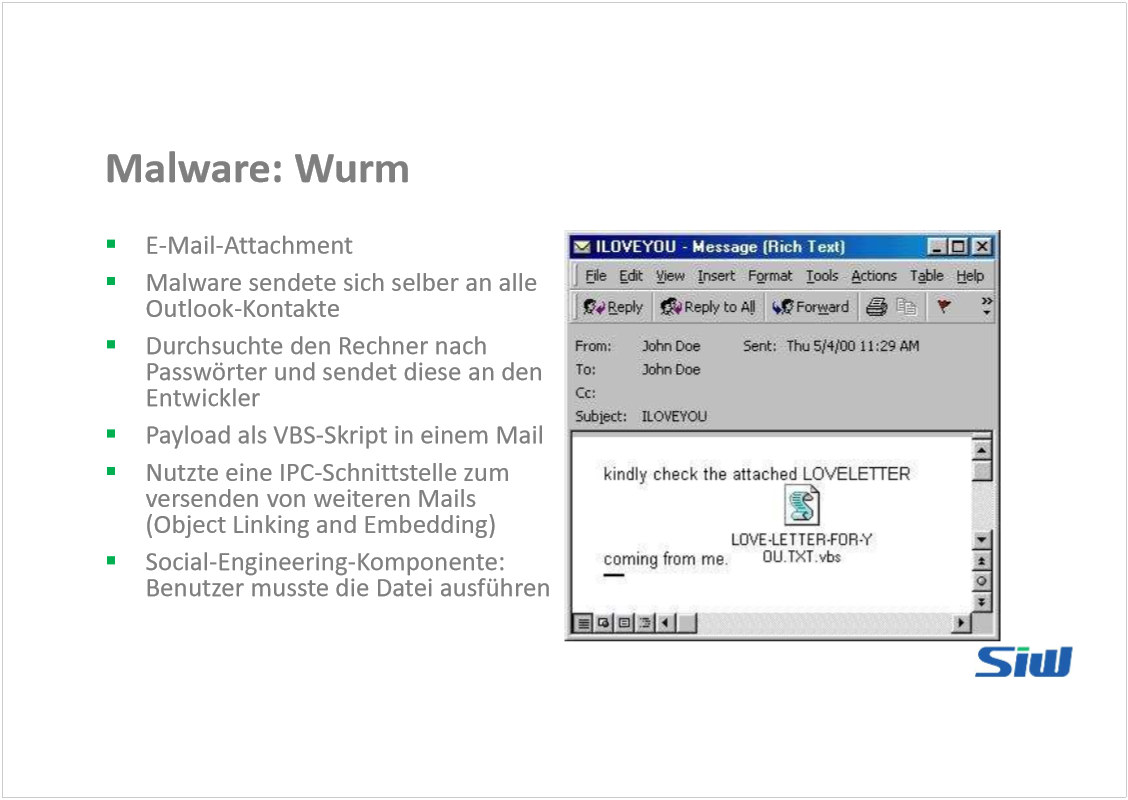 Malware: Wurm
E-Mail-Attachment
Malware sendete sich selber an alle
Outlook-Kontakte
Durchsuchte den Rechner nach
Passwörter und sendet diese an den
Entwickler
Payload als VBS-Skript in einem Mail
Nutzte eine IPC-Schnittstelle zum
versenden von weiteren Mails
(Object Linking and Embedding)
Social-Engineering-Komponente:
Benutzer musste die Datei ausführen
ILOVEYOU - Message (Rich Text)
File Edit View Insert Format Tools Actions Table Help
Reply Reply to All Forward
From: John Doe Sent: Thu 5/4/00 11:29 AM
To: John Doe
Cc:
Subject: ILOVEYOU
kindly check the attached LOVELETTER
LOVE-LETTER-FOR-Y
OU.TXT.vbs
coming from me.
Siw